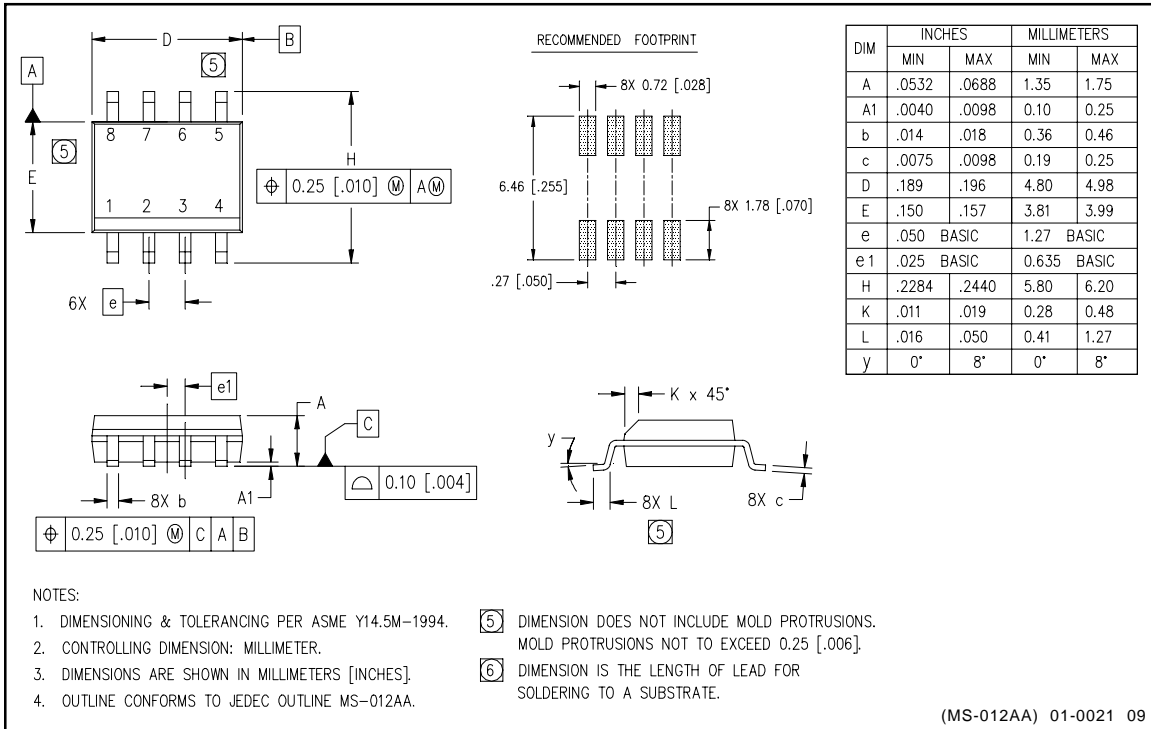 D
B
5
A
8 7 6 5
5
E
H
⌖ 0.25 [.010] Ⓜ AⓂ
1 2 3 4
6X e
RECOMMENDED FOOTPRINT
8X 0.72 [.028]
6.46 [.255]
8X 1.78 [.070]
.27 [.050]
DIM INCHES MILLIMETERS
MIN MAX MIN MAX
A .0532 .0688 1.35 1.75
A1 .0040 .0098 0.10 0.25
b .014 .018 0.36 0.46
c .0075 .0098 0.19 0.25
D .189 .196 4.80 4.98
E .150 .157 3.81 3.99
e .050 BASIC 1.27 BASIC
e1 .025 BASIC 0.635 BASIC
H .2284 .2440 5.80 6.20
K .011 .019 0.28 0.48
L .016 .050 0.41 1.27
y 0° 8° 0° 8°
e1
A
C
A1
8X b
⌓ 0.10 [.004]
⌖ 0.25 [.010] Ⓜ C A B
K x 45°
y
8X L
8X c
5
NOTES:
1. DIMENSIONING & TOLERANCING PER ASME Y14.5M-1994.
2. CONTROLLING DIMENSION: MILLIMETER.
3. DIMENSIONS ARE SHOWN IN MILLIMETERS [INCHES].
4. OUTLINE CONFORMS TO JEDEC OUTLINE MS-012AA.
5 DIMENSION DOES NOT INCLUDE MOLD PROTRUSIONS.
MOLD PROTRUSIONS NOT TO EXCEED 0.25 [.006].
6 DIMENSION IS THE LENGTH OF LEAD FOR
SOLDERING TO A SUBSTRATE.
(MS-012AA) 01-0021 09